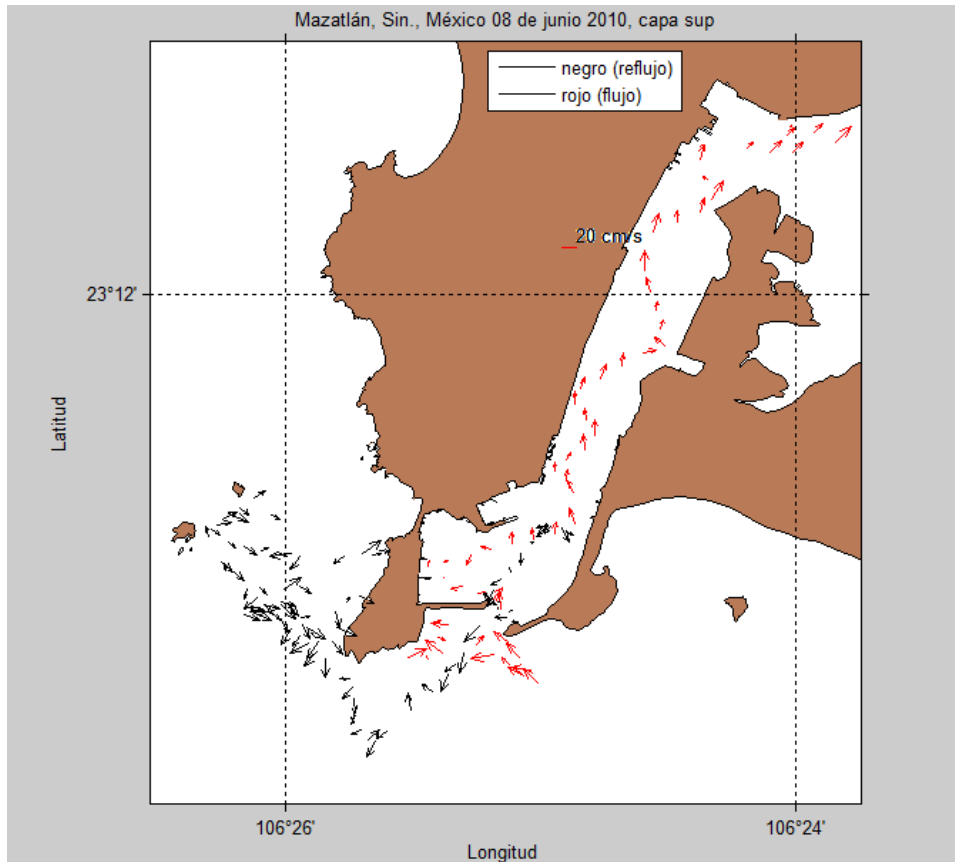 Mazatlán, Sin., México 08 de junio 2010, capa sup
negro (reflujo)
rojo (flujo)
20 cm/s
23°12'
Latitud
106°26'
106°24'
Longitud